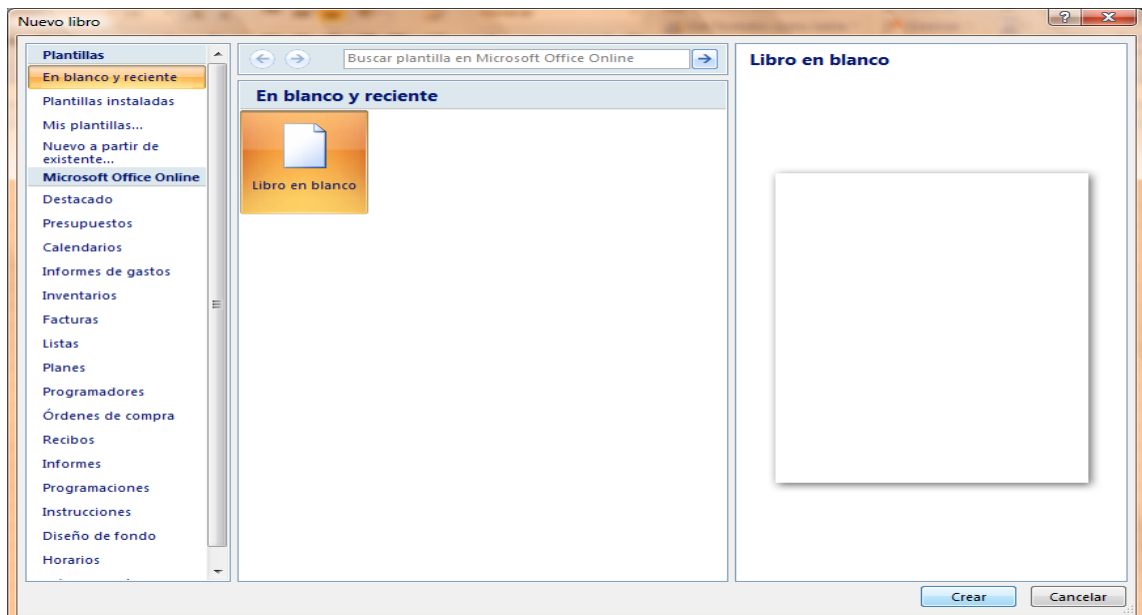 Nuevo libro
Plantillas
En blanco y reciente
Plantillas instaladas
Mis plantillas...
Nuevo a partir de
existente...
Microsoft Office Online
Destacado
Presupuestos
Calendarios
Informes de gastos
Inventarios
Facturas
Listas
Planes
Programadores
Órdenes de compra
Recibos
Informes
Programaciones
Instrucciones
Diseño de fondo
Horarios
Buscar plantilla en Microsoft Office Online
En blanco y reciente
Libro en blanco
Libro en blanco
Crear
Cancelar